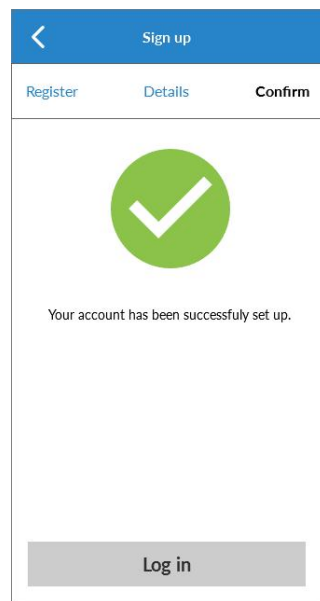 Sign up
Register Details Confirm
Your account has been successfuly set up.
Log in